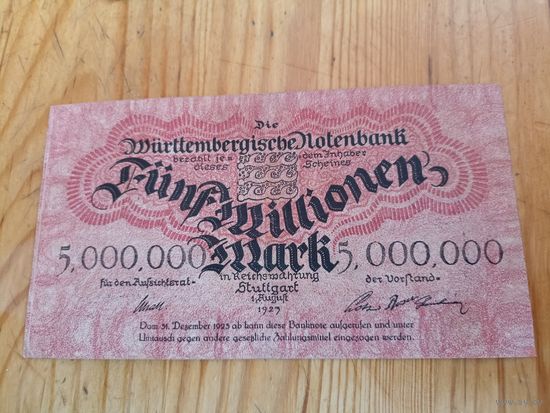 Die
Württembergische Notenbank
bezahlt jedem Inhaber
dieses Scheines
Fünf Millionen
Mark
5,000,000 5,000,000
für den Aufsichtsrat- in Reichswährung der Vorstand-
Stuttgart
1. August
1923
Vom 31. Dezember 1923 ab kann diese Banknote aufgerufen und unter
Umtausch gegen andere gesetzliche Zahlungsmittel eingezogen werden.